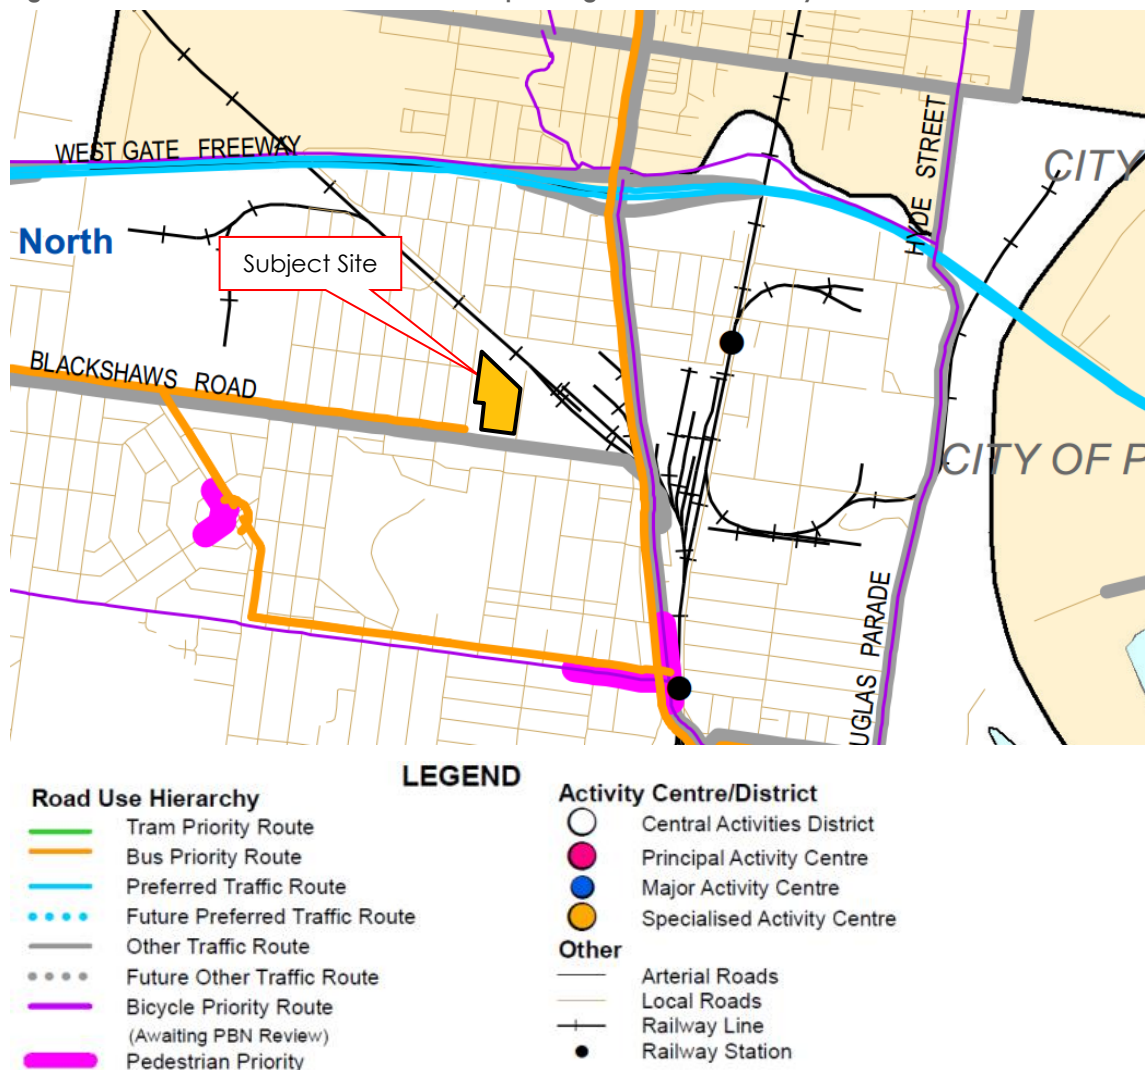 WEST GATE FREEWAY
HYDE STREET
CITY
North
Subject Site
BLACKSHAWS ROAD
CITY OF P
UGLAS PARADE
LEGEND
Road Use Hierarchy
Tram Priority Route
Bus Priority Route
Preferred Traffic Route
Future Preferred Traffic Route
Other Traffic Route
Future Other Traffic Route
Bicycle Priority Route
(Awaiting PBN Review)
Pedestrian Priority
Activity Centre/District
Central Activities District
Principal Activity Centre
Major Activity Centre
Specialised Activity Centre
Other
Arterial Roads
Local Roads
Railway Line
Railway Station